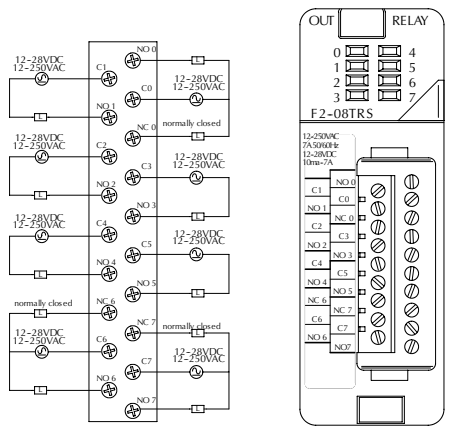 NO 0
L
12-28VDC
12-250VAC
C1
C0
12-28VDC
12-250VAC
L
NO 1
NC 0
normally closed
L
12-28VDC
12-250VAC
C2
C3
12-28VDC
12-250VAC
L
NO 2
NO 3
L
12-28VDC
12-250VAC
C4
C5
12-28VDC
12-250VAC
L
NO 4
NO 5
L
normally closed
L
NC 6
NC 7
normally closed
L
12-28VDC
12-250VAC
C6
C7
12-28VDC
12-250VAC
L
NO 6
NO 7
L
OUT RELAY
0 4
1 5
2 6
3 7
F2-08TRS
12-250VAC
7A 50/60Hz
12-28VDC
10ma-7A
NO 0
C1
C0
NO 1
NC 0
C2
C3
NO 2
NO 3
C4
C5
NO 4
NO 5
NC 6
NC 7
C6
C7
NO 6
NO7